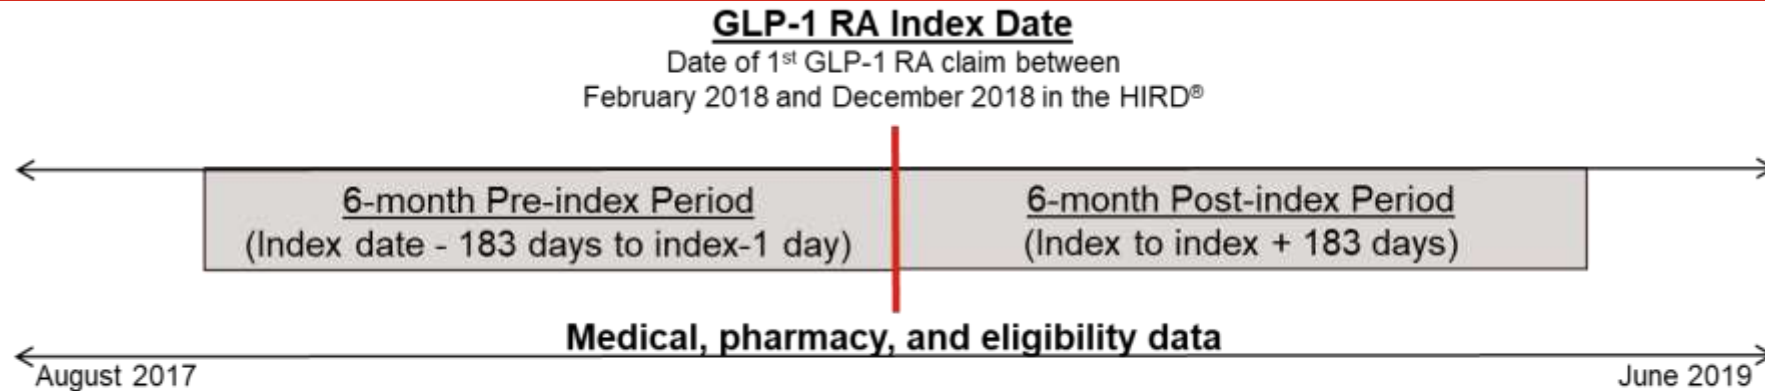 GLP-1 RA Index Date
Date of 1st GLP-1 RA claim between
February 2018 and December 2018 in the HIRD®
6-month Pre-index Period
(Index date - 183 days to index-1 day)
6-month Post-index Period
(Index to index + 183 days)
Medical, pharmacy, and eligibility data
August 2017
June 2019